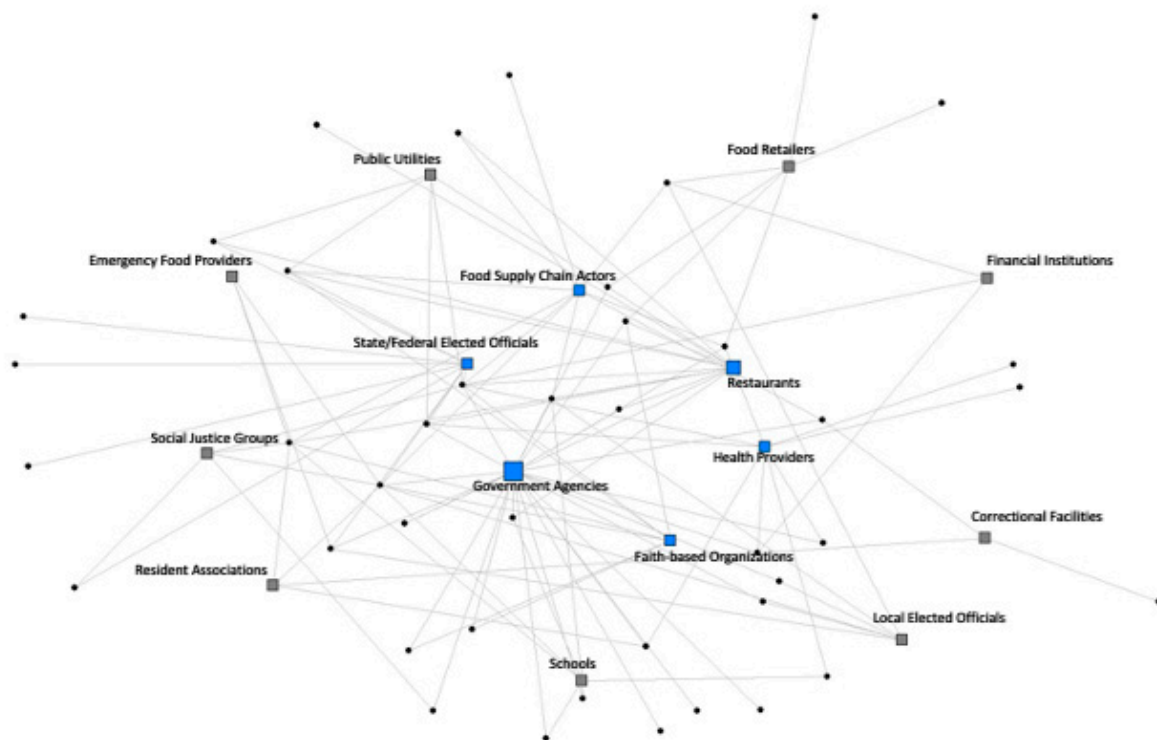 Food Retailers
Public Utilities
Emergency Food Providers
Financial Institutions
Food Supply Chain Actors
State/Federal Elected Officials
Restaurants
Social Justice Groups
Health Providers
Government Agencies
Correctional Facilities
Faith-based Organizations
Resident Associations
Local Elected Officials
Schools